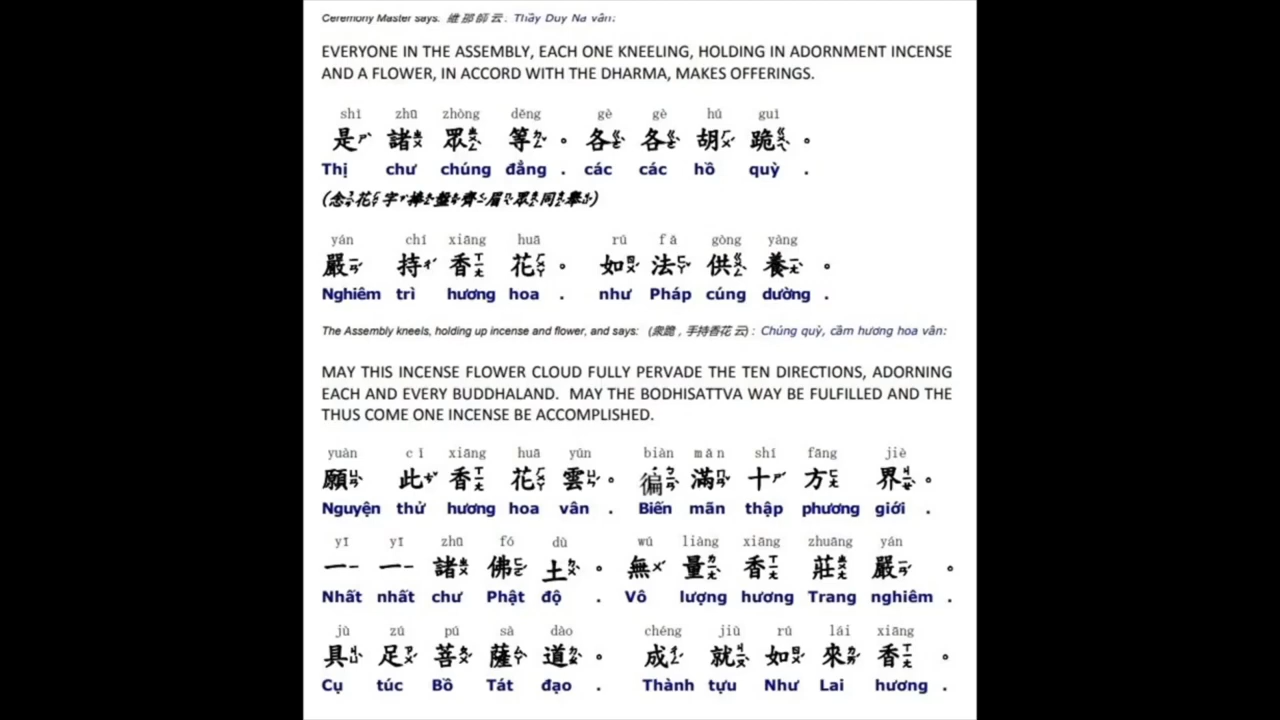 Ceremony Master says: 維那師云: Thầy Duy Na vân:
EVERYONE IN THE ASSEMBLY, EACH ONE KNEELING, HOLDING IN ADORNMENT INCENSE
AND A FLOWER, IN ACCORD WITH THE DHARMA, MAKES OFFERINGS.
shì zhū zhòng děng gè gè hú guì
是 諸 眾 等 。 各 各 胡 跪 。
Thị chư chúng đẳng . các các hồ quỳ .
(念花字捧盤齊眉眾同舉)
yán chí xiāng huā rú fǎ gòng yàng
嚴 持 香 花 。 如 法 供 養 。
Nghiêm trì hương hoa . như Pháp cúng dường .
The Assembly kneels, holding up incense and flower, and says: (衆跪,手持香花 云) : Chúng quỳ, cầm hương hoa vân:
MAY THIS INCENSE FLOWER CLOUD FULLY PERVADE THE TEN DIRECTIONS, ADORNING
EACH AND EVERY BUDDHALAND. MAY THE BODHISATTVA WAY BE FULFILLED AND THE
THUS COME ONE INCENSE BE ACCOMPLISHED.
yuàn cǐ xiāng huā yún biàn mǎn shí fāng jiè
願 此 香 花 雲 。 徧 滿 十 方 界 。
Nguyện thử hương hoa vân . Biến mãn thập phương giới .
yī yī zhū fó dù wú liàng xiāng zhuāng yán
一 一 諸 佛 土 。 無 量 香 莊 嚴 。
Nhất nhất chư Phật độ . Vô lượng hương Trang nghiêm .
jù zú pú sà dào chéng jiù rú lái xiāng
具 足 菩 薩 道 。 成 就 如 來 香 。
Cụ túc Bồ Tát đạo . Thành tựu Như Lai hương .